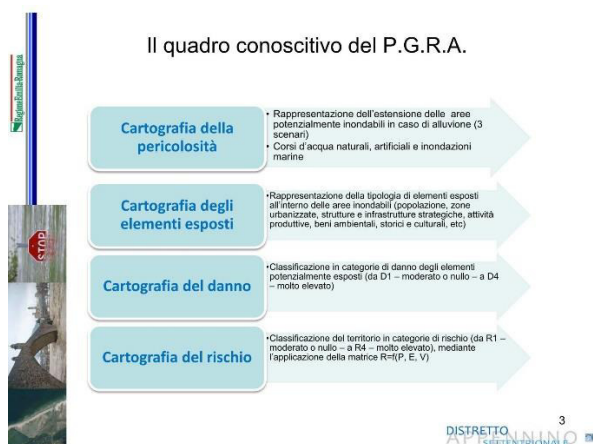 Il quadro conoscitivo del P.G.R.A.
RegioneEmilia-Romagna
STOP
Cartografia della
pericolosità
• Rappresentazione dell'estensione delle aree
potenzialmente inondabili in caso di alluvione (3
scenari)
• Corsi d'acqua naturali, artificiali e inondazioni
marine
Cartografia degli
elementi esposti
•Rappresentazione della tipologia di elementi esposti
all'interno delle aree inondabili (popolazione, zone
urbanizzate, strutture e infrastrutture strategiche, attività
produttive, beni ambientali, storici e culturali, etc)
Cartografia del danno
•Classificazione in categorie di danno degli elementi
potenzialmente esposti (da D1 – moderato o nullo – a D4
– molto elevato)
Cartografia del rischio
•Classificazione del territorio in categorie di rischio (da R1 –
moderato o nullo – a R4 – molto elevato), mediante
l'applicazione della matrice R=f(P, E, V)
3
DISTRETTO
APPENNINO
SETTENTRIONALE